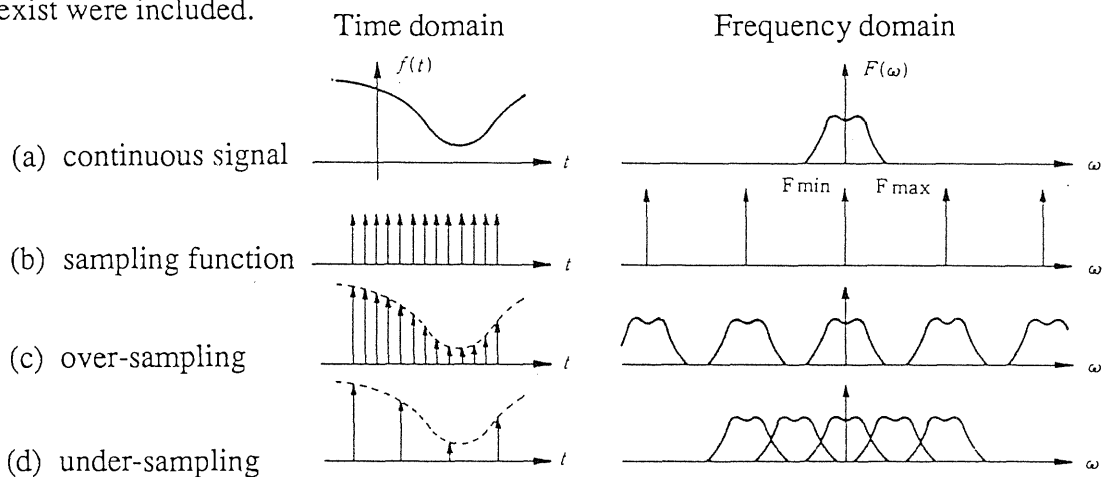 exist were included.
Time domain Frequency domain
f(t) F(ω)
(a) continuous signal t ω
F min F max
(b) sampling function t ω
(c) over-sampling t ω
(d) under-sampling t ω